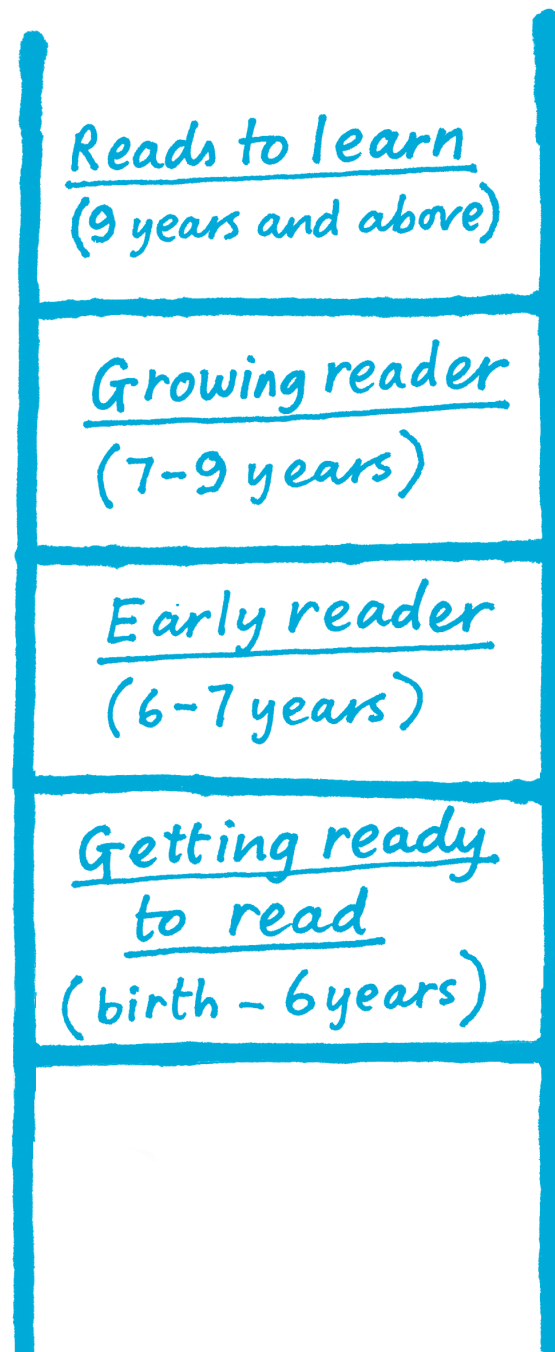 Reads to learn
(9 years and above)
Growing reader
(7-9 years)
Early reader
(6-7 years)
Getting ready
to read
(birth - 6 years)